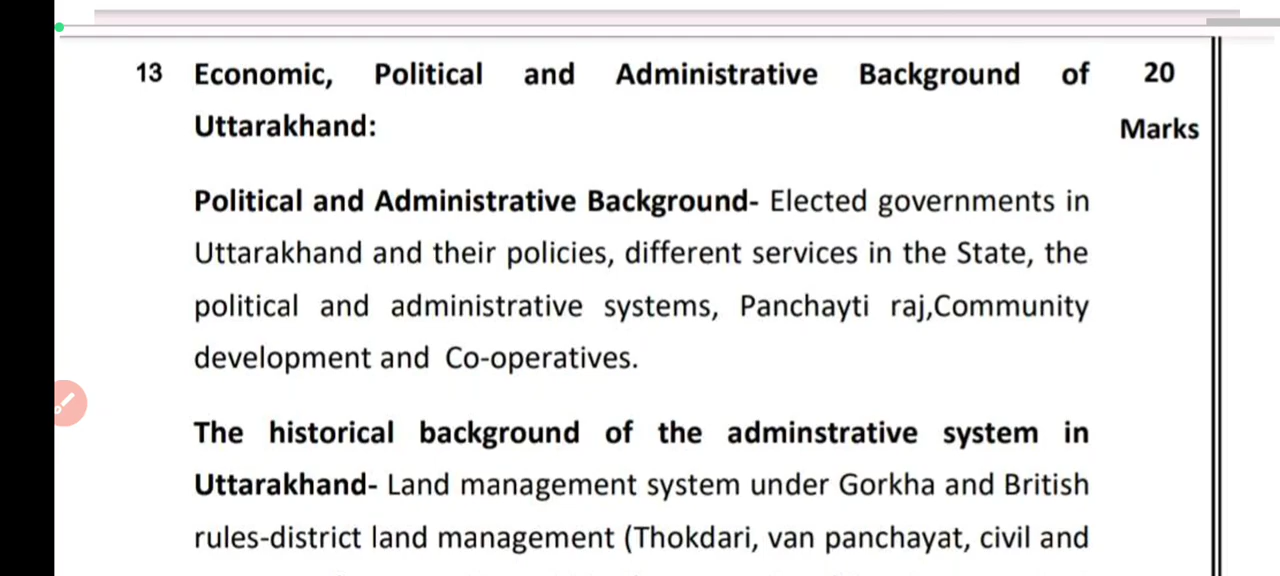 13 Economic, Political and Administrative Background of 20
Uttarakhand: Marks
Political and Administrative Background- Elected governments in
Uttarakhand and their policies, different services in the State, the
political and administrative systems, Panchayti raj,Community
development and Co-operatives.
The historical background of the adminstrative system in
Uttarakhand- Land management system under Gorkha and British
rules-district land management (Thokdari, van panchayat, civil and